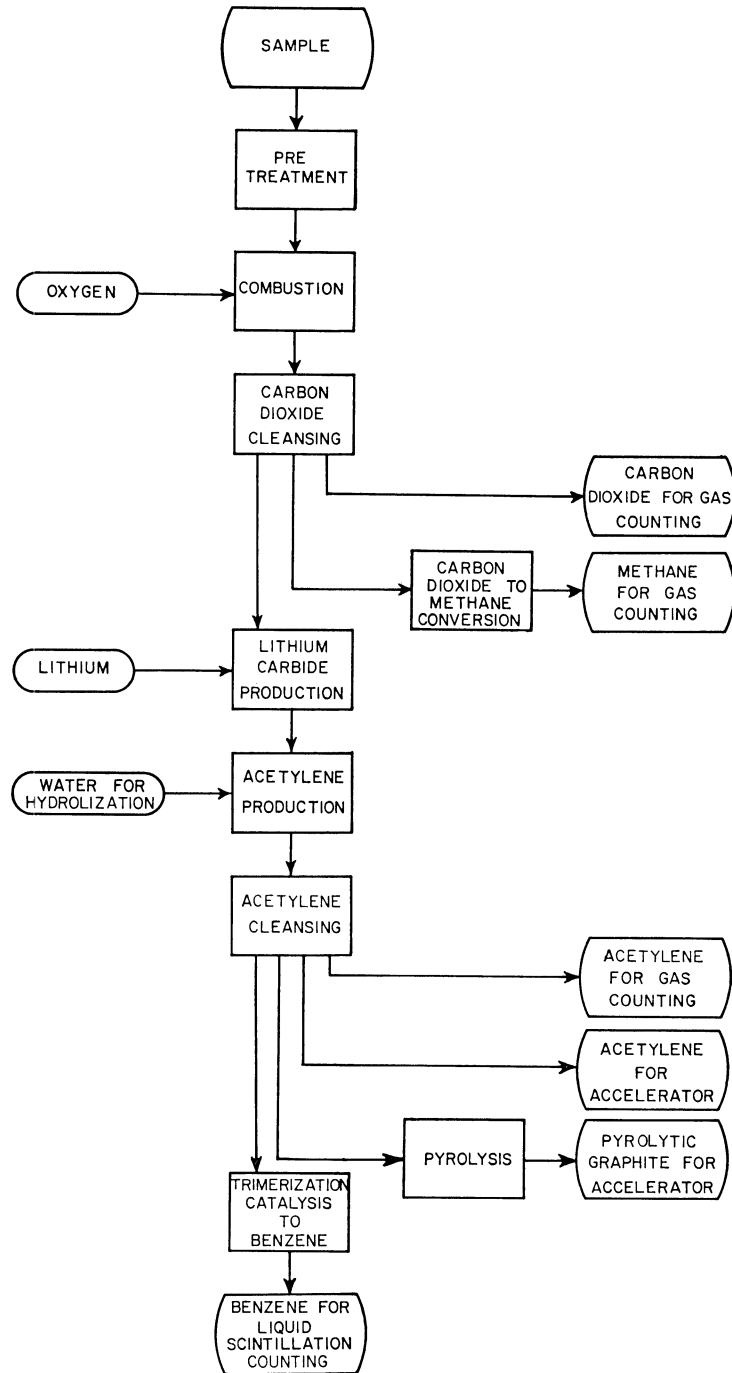 SAMPLE
PRE
TREATMENT
OXYGEN
COMBUSTION
CARBON
DIOXIDE
CLEANSING
CARBON
DIOXIDE FOR GAS
COUNTING
CARBON
DIOXIDE TO
METHANE
CONVERSION
METHANE
FOR GAS
COUNTING
LITHIUM
LITHIUM
CARBIDE
PRODUCTION
WATER FOR
HYDROLIZATION
ACETYLENE
PRODUCTION
ACETYLENE
CLEANSING
ACETYLENE
FOR GAS
COUNTING
ACETYLENE
FOR
ACCELERATOR
PYROLYSIS
PYROLYTIC
GRAPHITE FOR
ACCELERATOR
TRIMERIZATION
CATALYSIS
TO
BENZENE
BENZENE FOR
LIQUID
SCINTILLATION
COUNTING